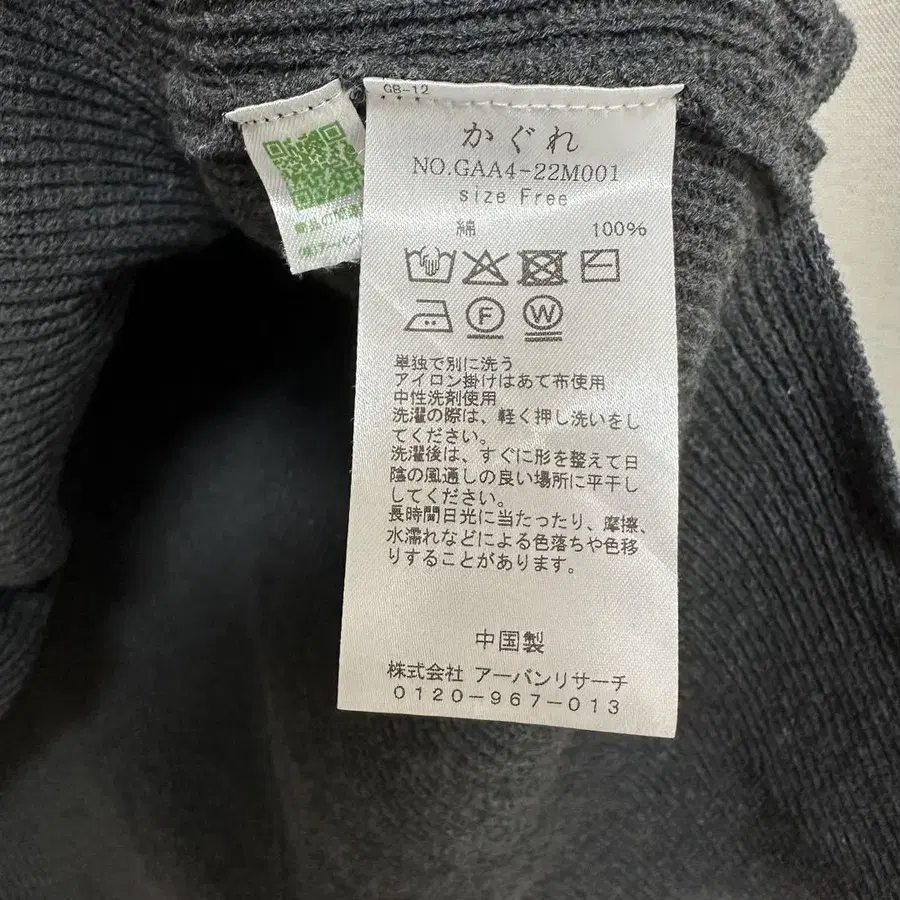 GB-12
かぐれ
NO.GAA4-22M001
size Free
綿 100%
F W
単独で別に洗う
アイロン掛けはあて布使用
中性洗剤使用
洗濯の際は、軽く押し洗いをし
てください。
洗濯後は、すぐに形を整えて日
陰の風通しの良い場所に平干し
してください。
長時間日光に当たったり、摩擦、
水濡れなどによる色落ちや色移
りすることがあります。
中国製
株式会社 アーバンリサーチ
0120-967-013